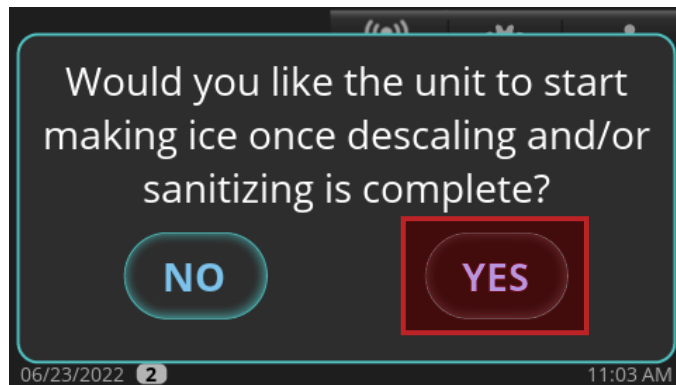 Would you like the unit to start
making ice once descaling and/or
sanitizing is complete?
NO YES
06/23/2022 2 11:03 AM